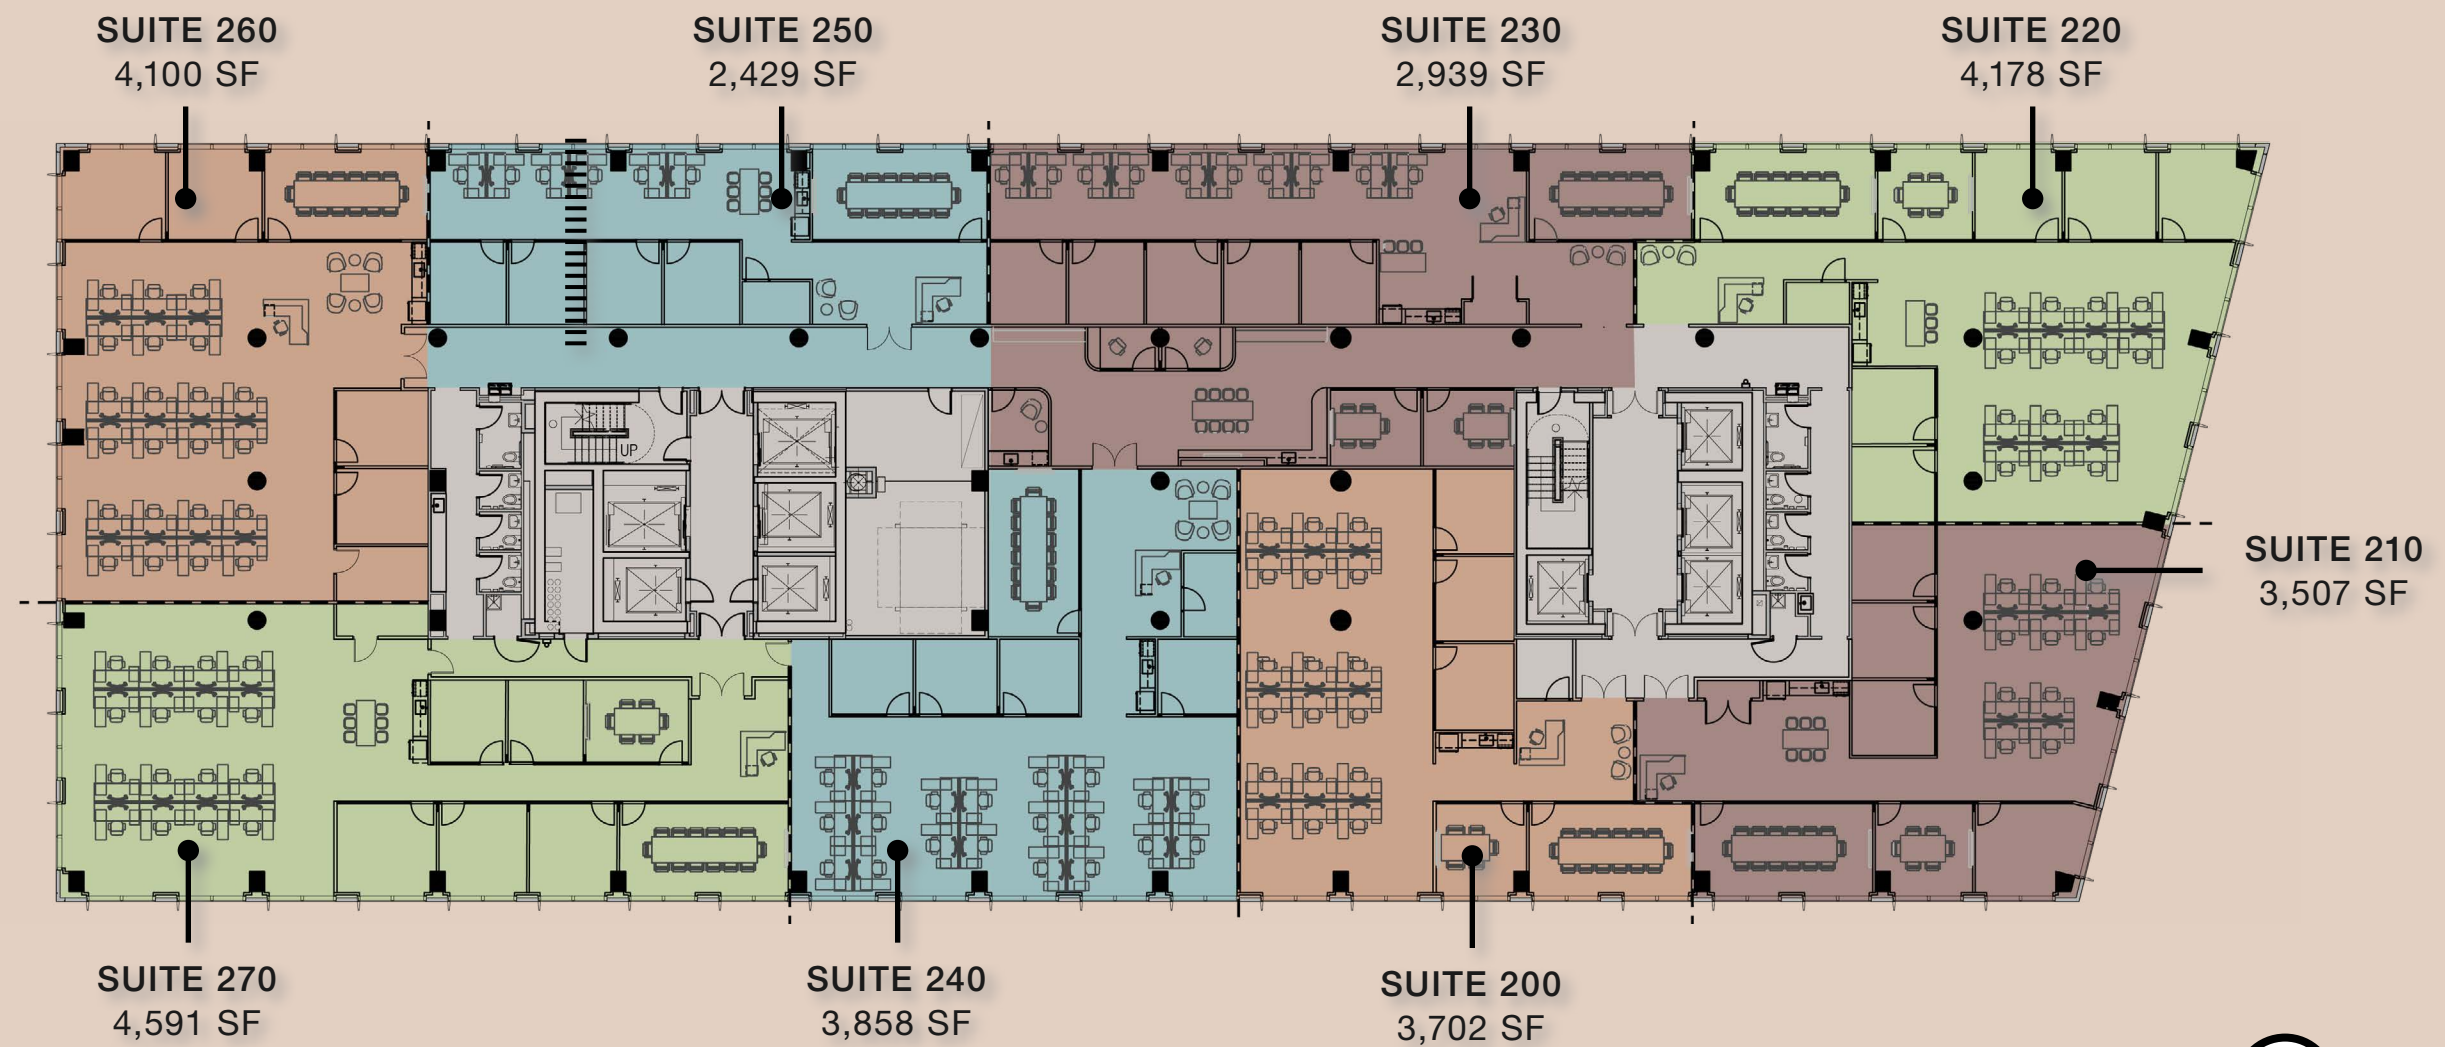 SUITE 260
4,100 SF
SUITE 250
2,429 SF
SUITE 230
2,939 SF
SUITE 220
4,178 SF
UP
SUITE 210
3,507 SF
SUITE 270
4,591 SF
SUITE 240
3,858 SF
SUITE 200
3,702 SF